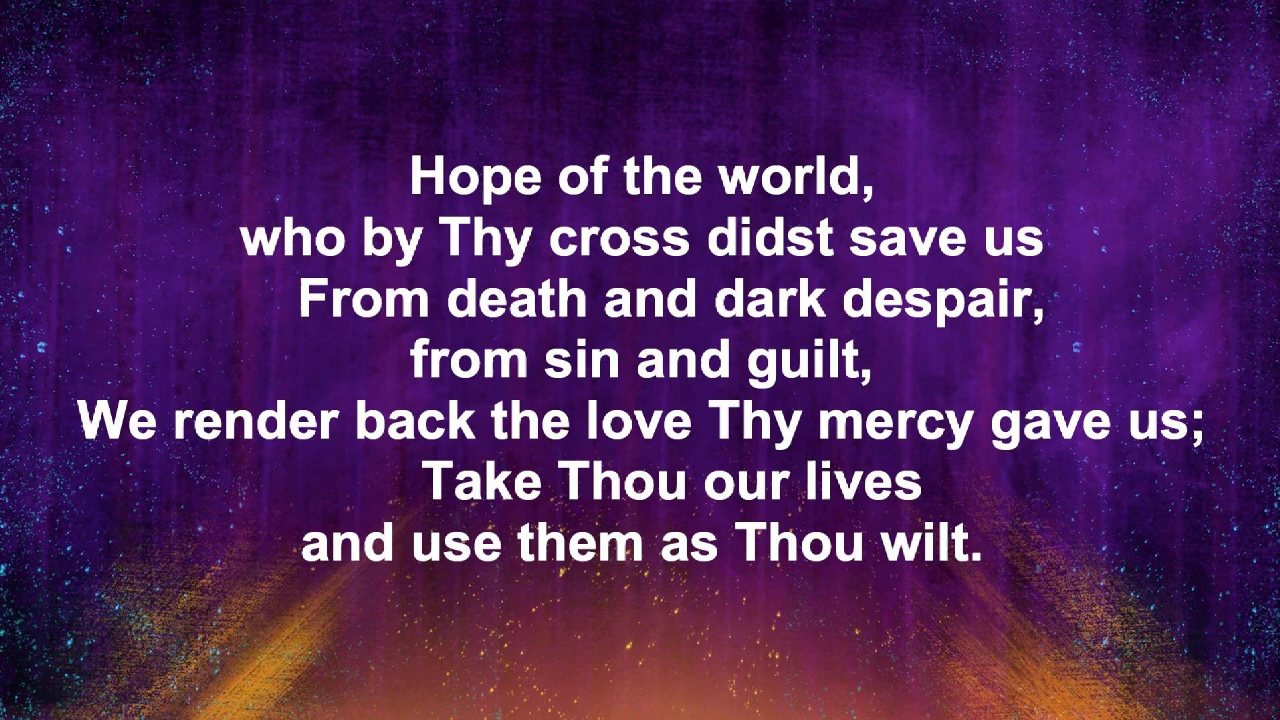 Hope of the world,
who by Thy cross didst save us
From death and dark despair,
from sin and guilt,
We render back the love Thy mercy gave us;
Take Thou our lives
and use them as Thou wilt.